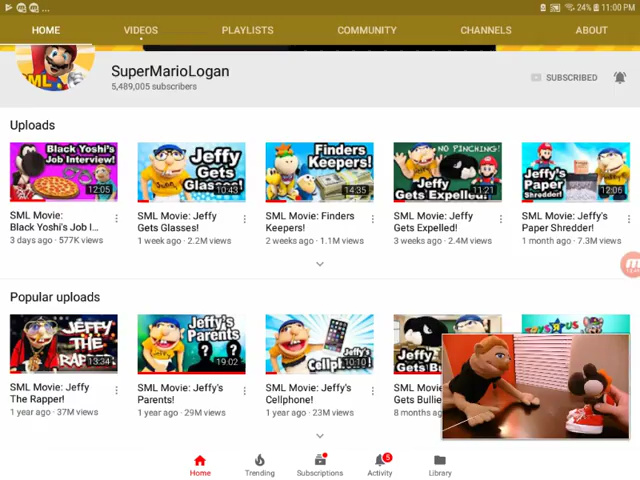 24% 11:00 PM
HOME VIDEOS PLAYLISTS COMMUNITY CHANNELS ABOUT
SML
SuperMarioLogan
5,489,005 subscribers
SUBSCRIBED
Uploads
Black Yoshi's Job Interview!
12:05
SML Movie:
Black Yoshi's Job I...
3 days ago · 577K views
Jeffy
Gets
Glasses!
10:43
SML Movie: Jeffy
Gets Glasses!
1 week ago · 2.2M views
Finders
Keepers!
14:35
SML Movie: Finders
Keepers!
2 weeks ago · 1.1M views
NO PINCHING!
Jeffy
Gets Expelled!
11:21
SML Movie: Jeffy
Gets Expelled!
3 weeks ago · 2.4M views
Jeffy's
Paper
Shredder!
12:06
SML Movie: Jeffy's
Paper Shredder!
1 month ago · 7.3M views
Popular uploads
JEFFY
THE
RAPPER
13:34
SML Movie: Jeffy
The Rapper!
1 year ago · 37M views
Jeffy's
Parents
? ?
19:02
SML Movie: Jeffy's
Parents!
1 year ago · 29M views
Jeffy's
Cellphone!
10:10
SML Movie: Jeffy's
Cellphone!
1 year ago · 23M views
Jeffy
Gets
SML Movie:
Gets Bullie
8 months ago
TOYS R US
Home Trending Subscriptions Activity Library
5